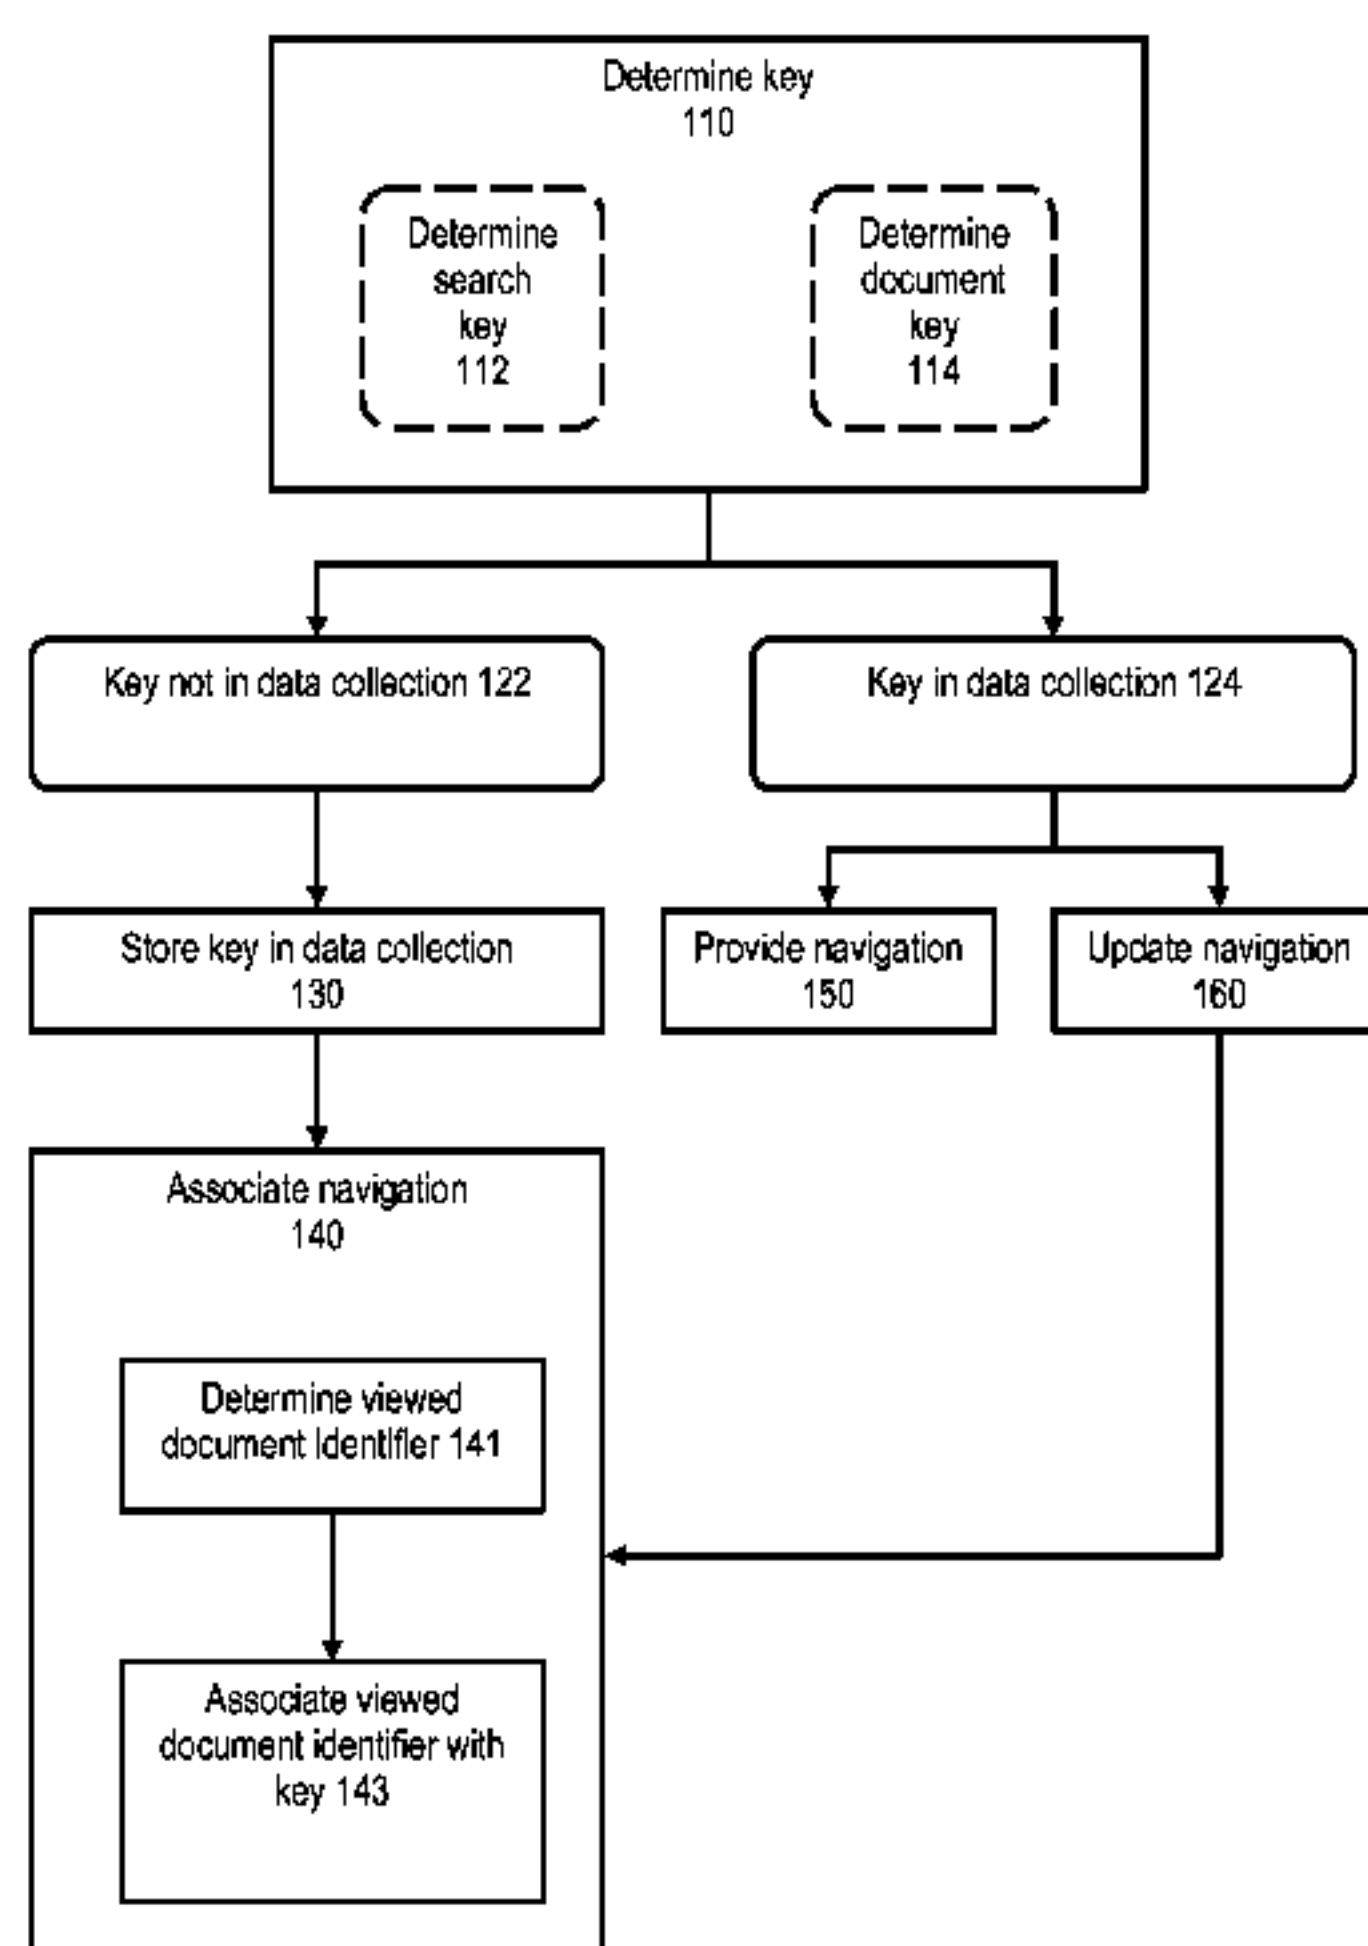 Determine key
110
Determine
search
key
112
Determine
document
key
114
Key not in data collection 122
Key in data collection 124
Store key in data collection
130
Provide navigation
150
Update navigation
160
Associate navigation
140
Determine viewed
document identifier 141
Associate viewed
document identifier with
key 143